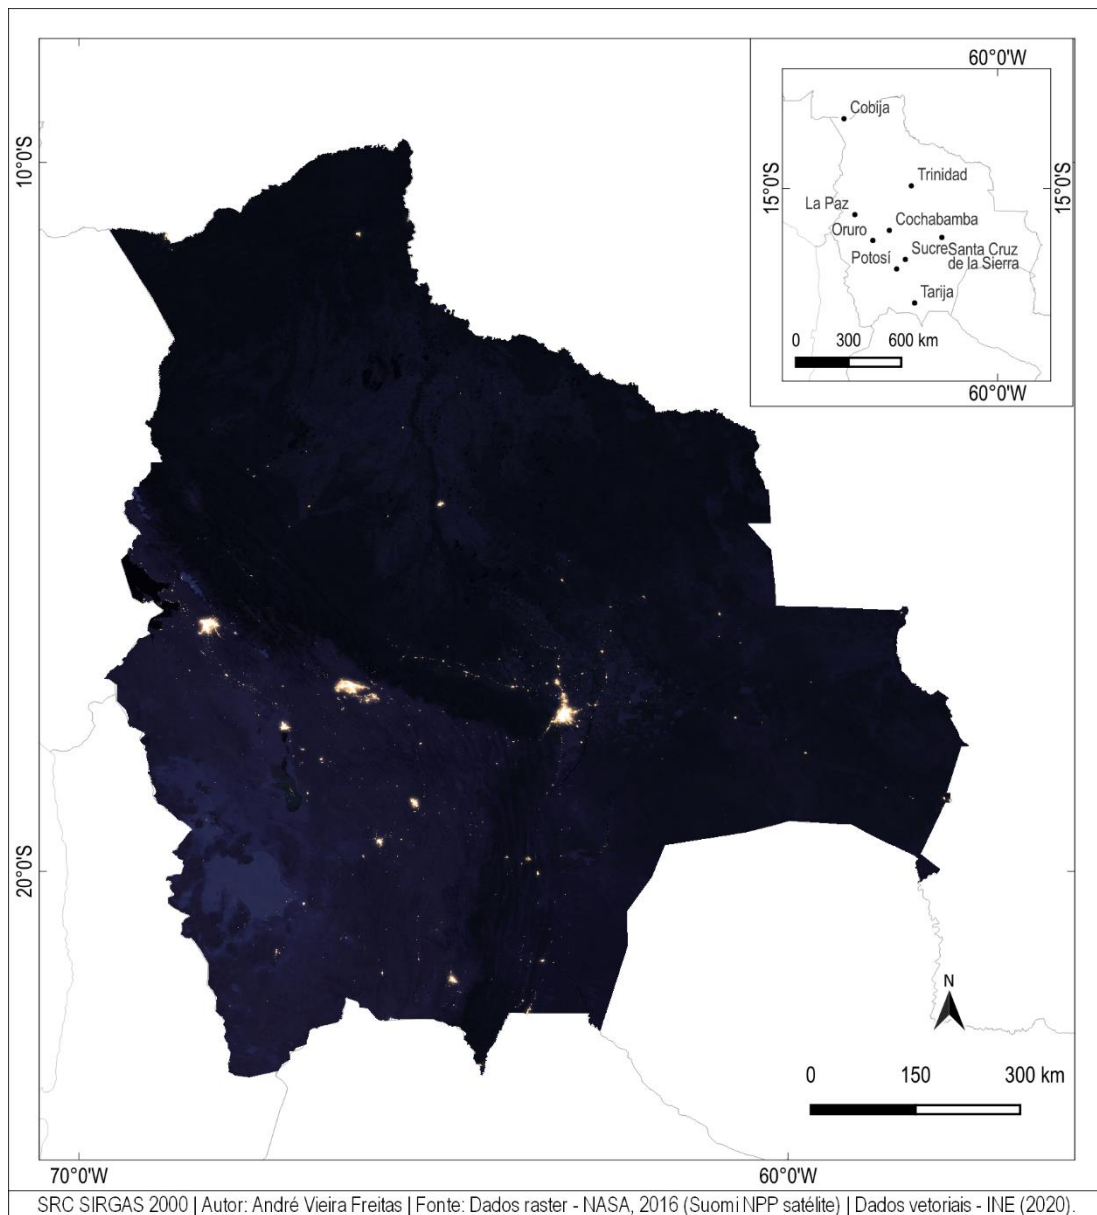 60°0'W
Cobija
10°0'S
15°0'S
15°0'S
Trinidad
La Paz
Cochabamba
Oruro
Sucre
Santa Cruz
de la Sierra
Potosí
Tarija
0 300 600 km
60°0'W
20°0'S
N
0 150 300 km
70°0'W
60°0'W
SRC SIRGAS 2000 | Autor: André Vieira Freitas | Fonte: Dados raster - NASA, 2016 (Suomi NPP satélite) | Dados vetoriais - INE (2020).